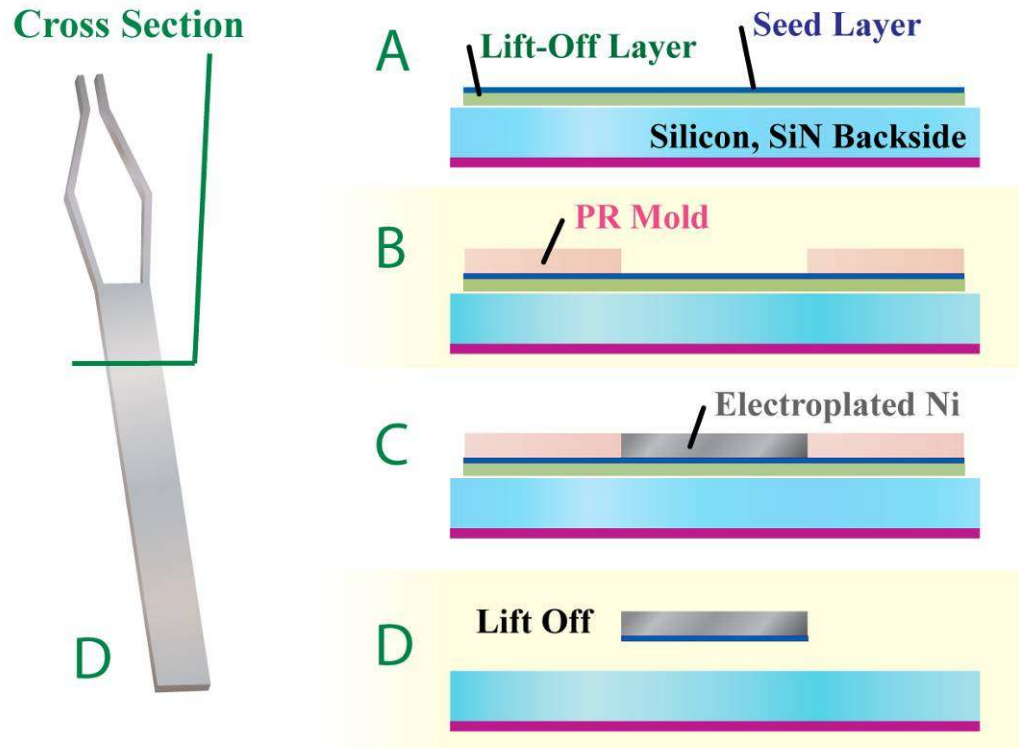 Cross Section
D
A
Lift-Off Layer
Seed Layer
Silicon, SiN Backside
B
PR Mold
C
Electroplated Ni
D
Lift Off